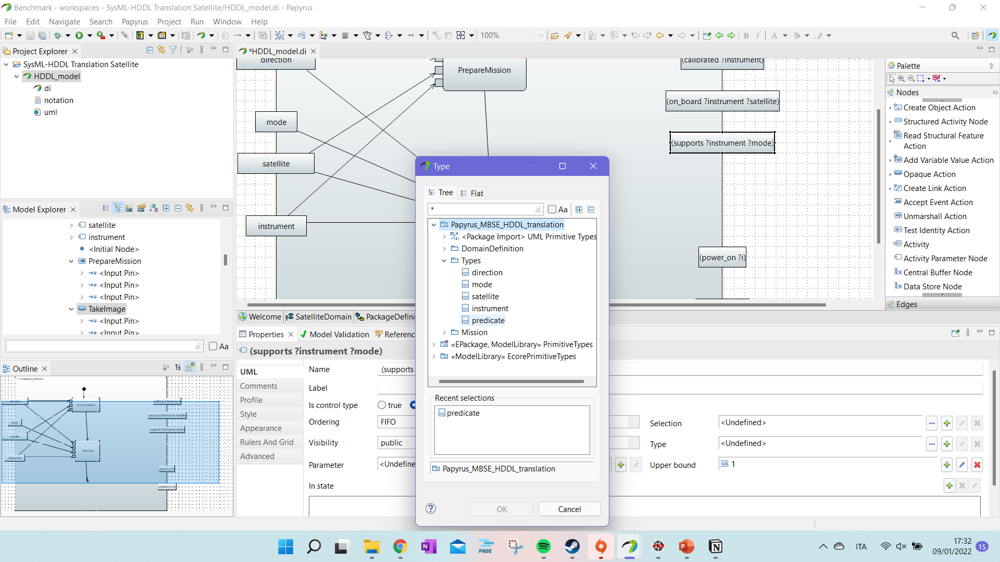 Benchmark - workspaces - SysML-HDDL Translation Satellite/HDDL_model.di - Papyrus
File Edit Navigate Search Papyrus Project Run Window Help
100%
Project Explorer
SysML-HDDL Translation Satellite
HDDL_model
di
notation
uml
Model Explorer
satellite
instrument
<Initial Node>
PrepareMission
<Input Pin>
<Input Pin>
<Input Pin>
TakeImage
<Input Pin>
<Input Pin>
Aa
Outline
*HDDL_model.di
direction
PrepareMission
(calibrated ?instrument)
(on_board ?instrument ?satellite)
mode
(supports ?instrument ?mode)
satellite
instrument
(power_on ?i)
Welcome SatelliteDomain PackageDefini
Properties Model Validation Referenc
(supports ?instrument ?mode)
UML
Comments
Profile
Style
Appearance
Rulers And Grid
Advanced
Name (supports
Label
Is control type true
Ordering FIFO
Visibility public
Parameter <Undefine
In state
Selection <Undefined>
Type <Undefined>
Upper bound 1
Type
Tree Flat
*
Aa
Papyrus_MBSE_HDDL_translation
<Package Import> UML Primitive Types
DomainDefinition
Types
direction
mode
satellite
instrument
predicate
Mission
«EPackage, ModelLibrary» PrimitiveTypes
«ModelLibrary» EcorePrimitiveTypes
Recent selections
predicate
Papyrus_MBSE_HDDL_translation
OK Cancel
Palette
Nodes
Create Object Action
Structured Activity Node
Read Structural Feature
Action
Add Variable Value Action
Opaque Action
Create Link Action
Accept Event Action
Unmarshall Action
Test Identity Action
Activity
Activity Parameter Node
Central Buffer Node
Data Store Node
Edges
PAGE
ITA
17:32
09/01/2022
15